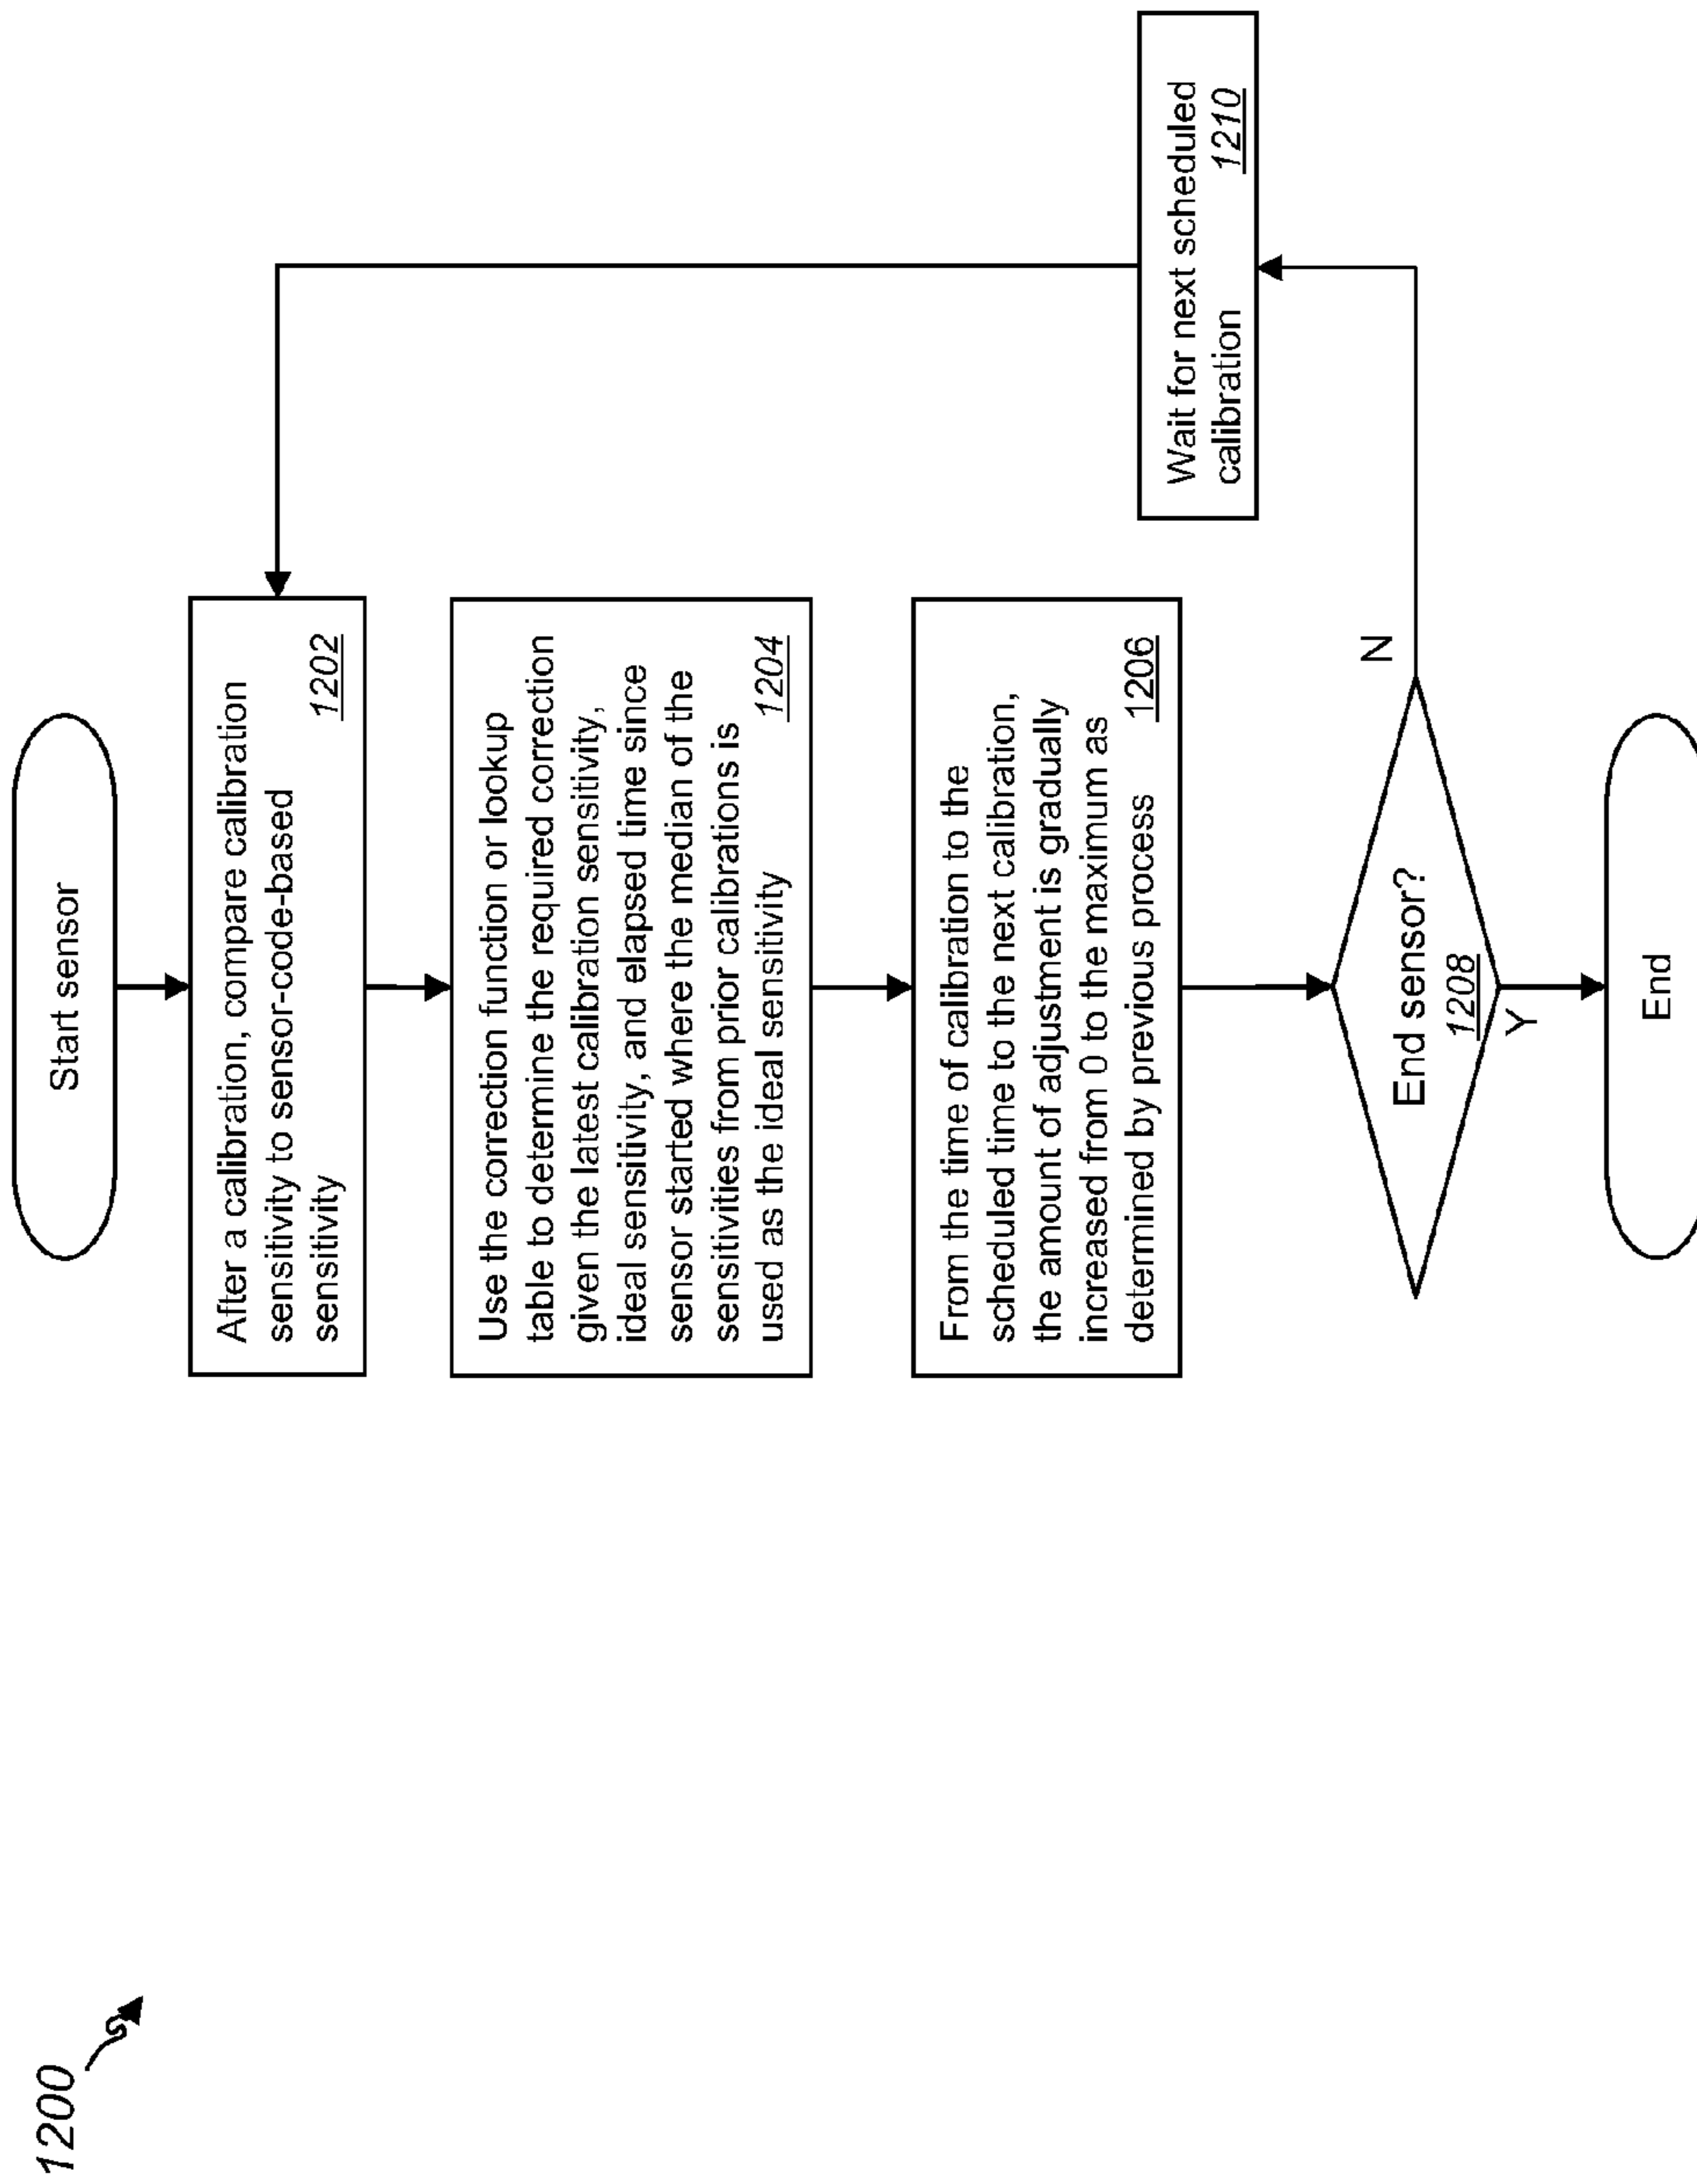 1200
Start sensor
After a calibration, compare calibration
sensitivity to sensor-code-based
sensitivity 1202
Use the correction function or lookup
table to determine the required correction
given the latest calibration sensitivity,
ideal sensitivity, and elapsed time since
sensor started where the median of the
sensitivities from prior calibrations is
used as the ideal sensitivity 1204
From the time of calibration to the
scheduled time to the next calibration,
the amount of adjustment is gradually
increased from 0 to the maximum as
determined by previous process 1206
End sensor?
1208
N
Y
Wait for next scheduled
calibration 1210
End